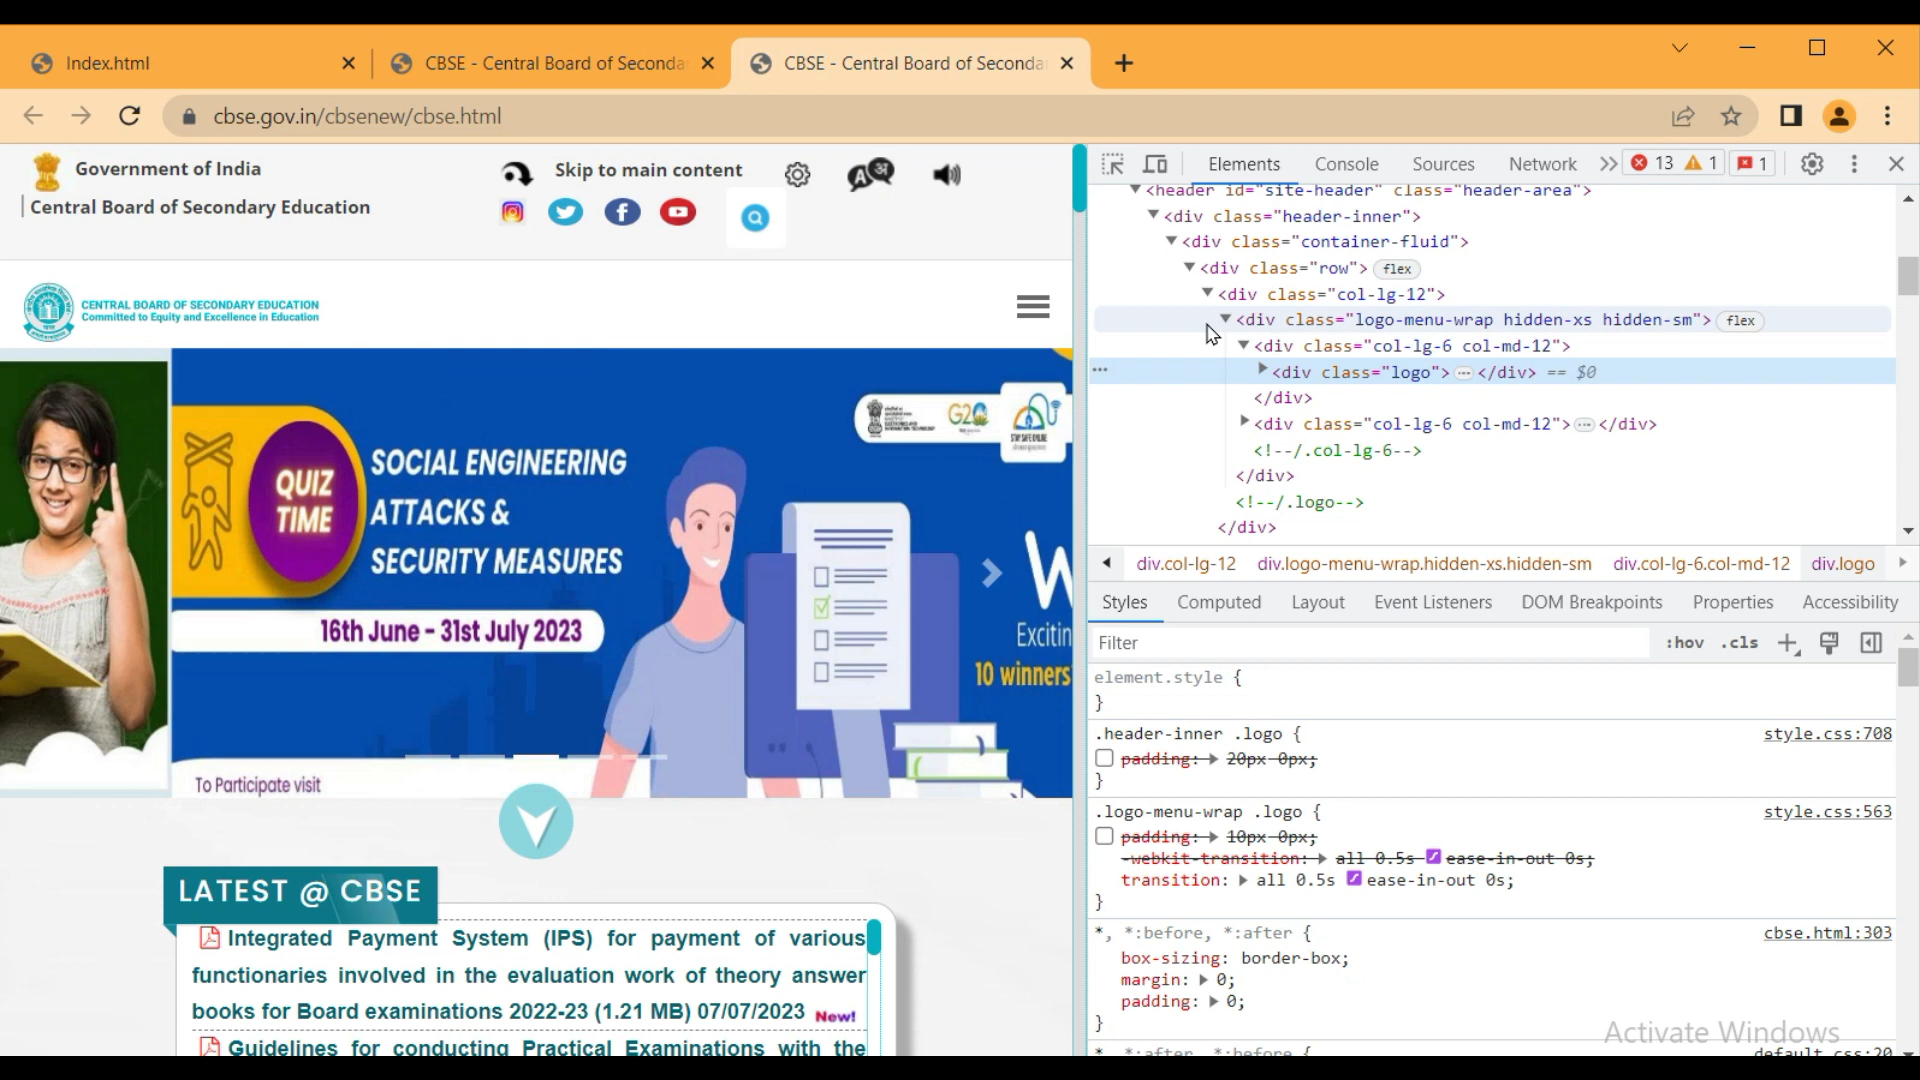 Index.html
CBSE - Central Board of Seconda
CBSE - Central Board of Seconda
cbse.gov.in/cbsenew/cbse.html
Government of India
Skip to main content
A अ
Central Board of Secondary Education
CENTRAL BOARD OF SECONDARY EDUCATION
Committed to Equity and Excellence in Education
G20
STAY SAFE ONLINE
QUIZ
TIME
SOCIAL ENGINEERING
ATTACKS &
SECURITY MEASURES
16th June - 31st July 2023
W
Excitin
10 winners
To Participate visit
LATEST @ CBSE
Integrated Payment System (IPS) for payment of various
functionaries involved in the evaluation work of theory answer
books for Board examinations 2022-23 (1.21 MB) 07/07/2023 New!
Guidelines for conducting Practical Examinations with the
Elements Console Sources Network 13 1 1
<header id="site-header" class="header-area">
<div class="header-inner">
<div class="container-fluid">
<div class="row"> flex
<div class="col-lg-12">
<div class="logo-menu-wrap hidden-xs hidden-sm"> flex
<div class="col-lg-6 col-md-12">
<div class="logo"> … </div> == $0
</div>
<div class="col-lg-6 col-md-12"> … </div>
<!--/.col-lg-6-->
</div>
<!--/.logo-->
</div>
div.col-lg-12 div.logo-menu-wrap.hidden-xs.hidden-sm div.col-lg-6.col-md-12 div.logo
Styles Computed Layout Event Listeners DOM Breakpoints Properties Accessibility
Filter :hov .cls
element.style {
}
.header-inner .logo { style.css:708
padding: 20px 0px;
}
.logo-menu-wrap .logo { style.css:563
padding: 10px 0px;
-webkit-transition: all 0.5s ease-in-out 0s;
transition: all 0.5s ease-in-out 0s;
}
*, *:before, *:after { cbse.html:303
box-sizing: border-box;
margin: 0;
padding: 0;
}
*, *:after, *:before { default.css:20
Activate Windows